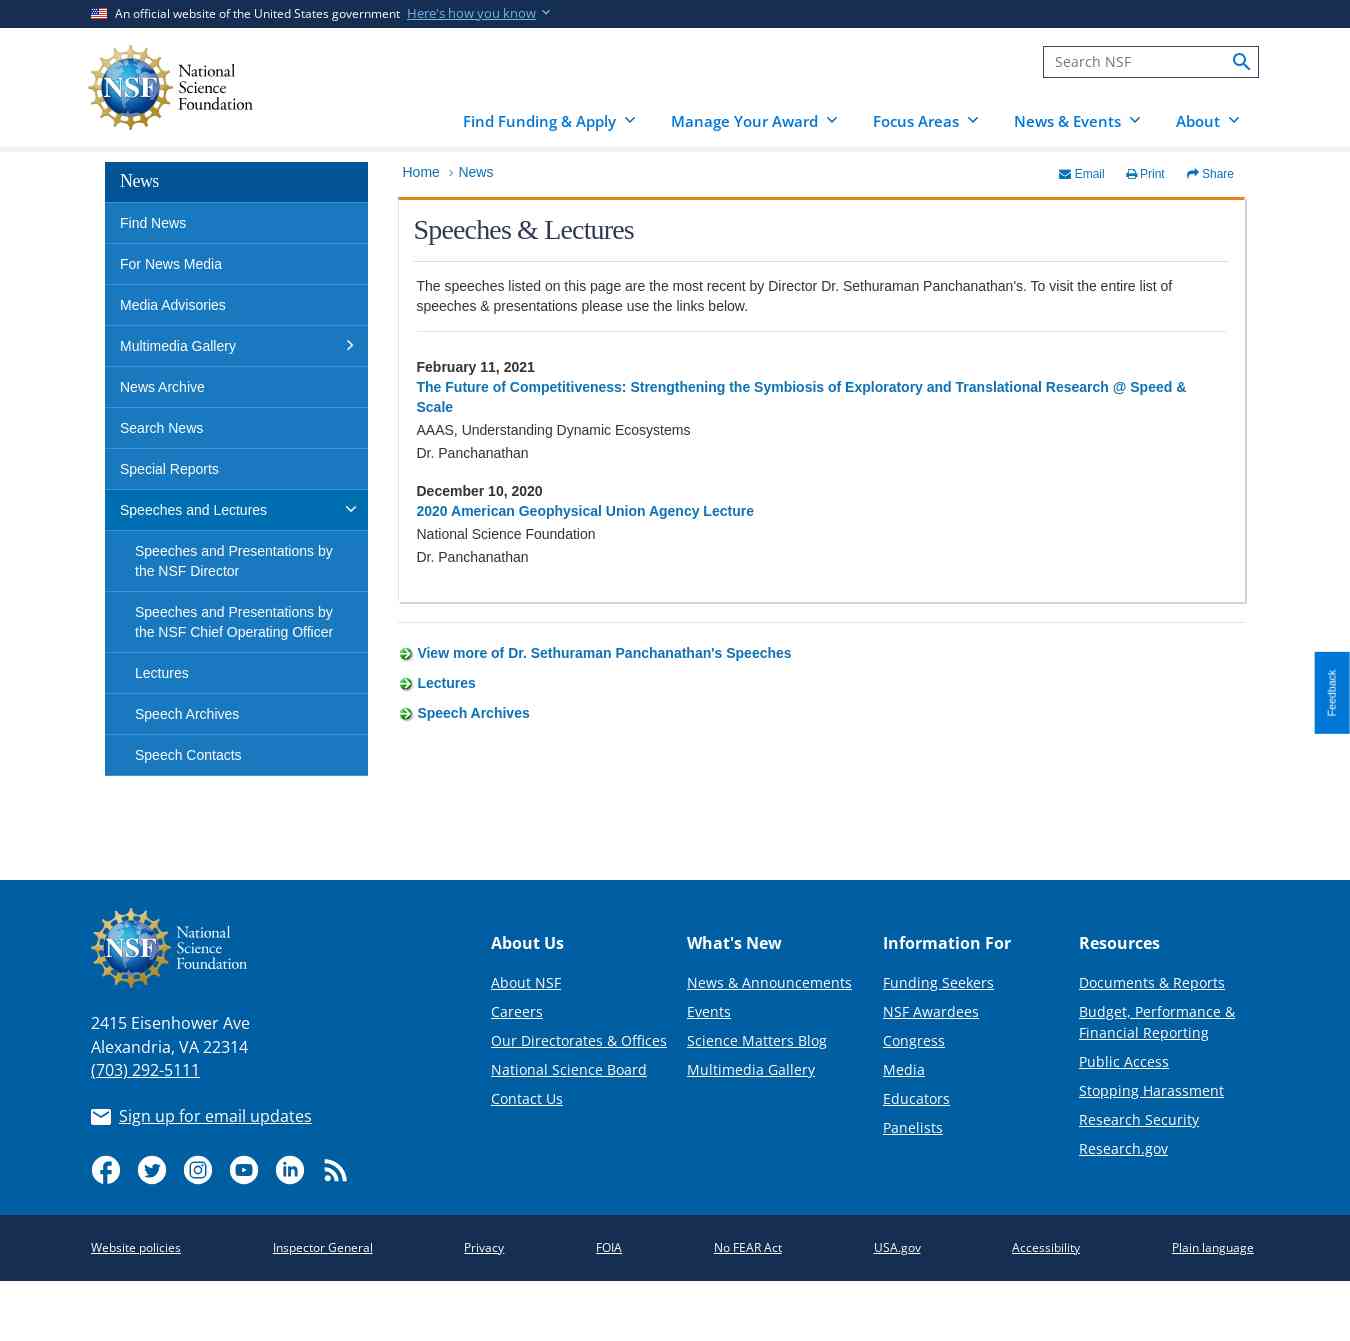 An official website of the United States government Here's how you know
NSF
National
Science
Foundation
Search NSF
Find Funding & Apply
Manage Your Award
Focus Areas
News & Events
About
News
Find News
For News Media
Media Advisories
Multimedia Gallery
News Archive
Search News
Special Reports
Speeches and Lectures
Speeches and Presentations by
the NSF Director
Speeches and Presentations by
the NSF Chief Operating Officer
Lectures
Speech Archives
Speech Contacts
Home › News
Email Print Share
Speeches & Lectures
The speeches listed on this page are the most recent by Director Dr. Sethuraman Panchanathan's. To visit the entire list of
speeches & presentations please use the links below.
February 11, 2021
The Future of Competitiveness: Strengthening the Symbiosis of Exploratory and Translational Research @ Speed &
Scale
AAAS, Understanding Dynamic Ecosystems
Dr. Panchanathan
December 10, 2020
2020 American Geophysical Union Agency Lecture
National Science Foundation
Dr. Panchanathan
View more of Dr. Sethuraman Panchanathan's Speeches
Lectures
Speech Archives
Feedback
NSF
National
Science
Foundation
2415 Eisenhower Ave
Alexandria, VA 22314
(703) 292-5111
Sign up for email updates
About Us
About NSF
Careers
Our Directorates & Offices
National Science Board
Contact Us
What's New
News & Announcements
Events
Science Matters Blog
Multimedia Gallery
Information For
Funding Seekers
NSF Awardees
Congress
Media
Educators
Panelists
Resources
Documents & Reports
Budget, Performance &
Financial Reporting
Public Access
Stopping Harassment
Research Security
Research.gov
Website policies
Inspector General
Privacy
FOIA
No FEAR Act
USA.gov
Accessibility
Plain language